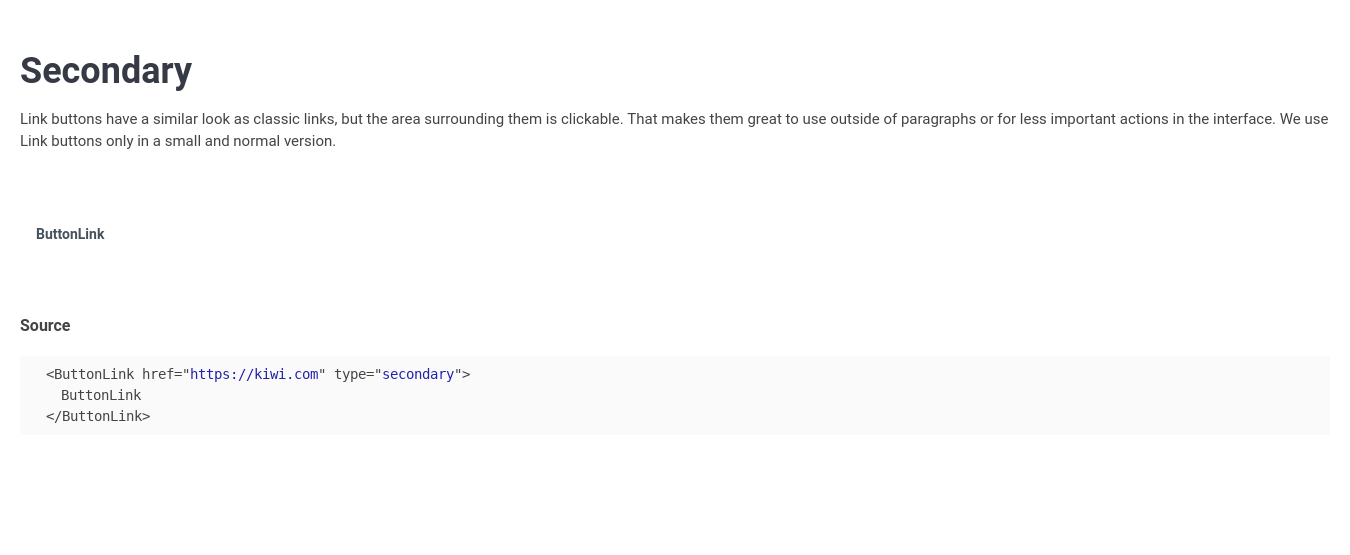 Secondary
Link buttons have a similar look as classic links, but the area surrounding them is clickable. That makes them great to use outside of paragraphs or for less important actions in the interface. We use
Link buttons only in a small and normal version.
ButtonLink
Source
<ButtonLink href="https://kiwi.com" type="secondary">
  ButtonLink
</ButtonLink>